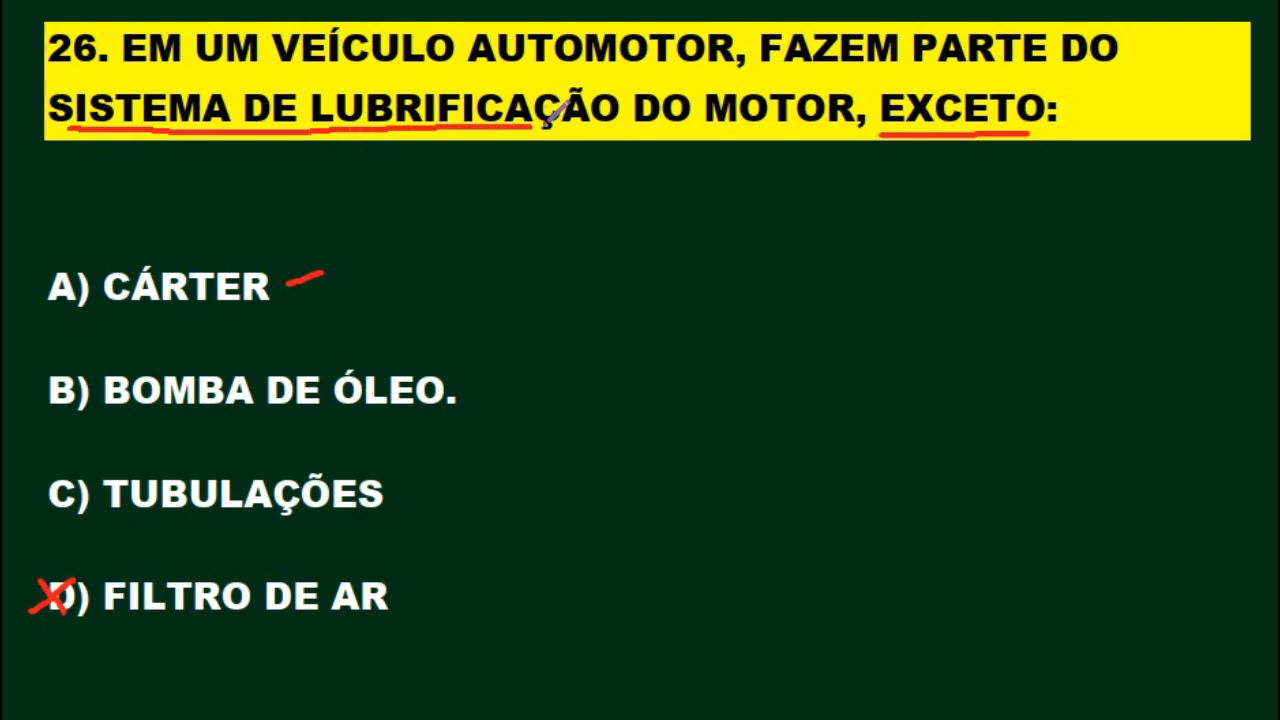 26. EM UM VEÍCULO AUTOMOTOR, FAZEM PARTE DO
SISTEMA DE LUBRIFICAÇÃO DO MOTOR, EXCETO:
A) CÁRTER
B) BOMBA DE ÓLEO.
C) TUBULAÇÕES
D) FILTRO DE AR